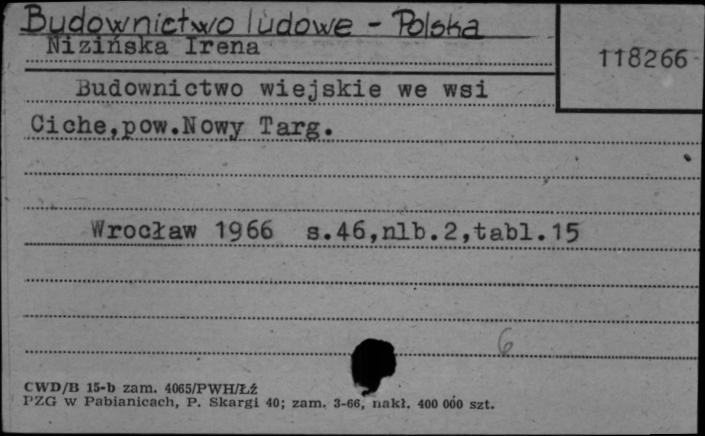 Budownictwo ludowe - Polska
Nizińska Irena
118266
Budownictwo wiejskie we wsi
Ciche,pow.Nowy Targ.
Wrocław 1966 s.46,nlb.2,tabl.15
6
CWD/B 15-b zam. 4065/PWH/ŁŹ
PZG w Pabianicach, P. Skargi 40; zam. 3-66, nakł. 400 000 szt.